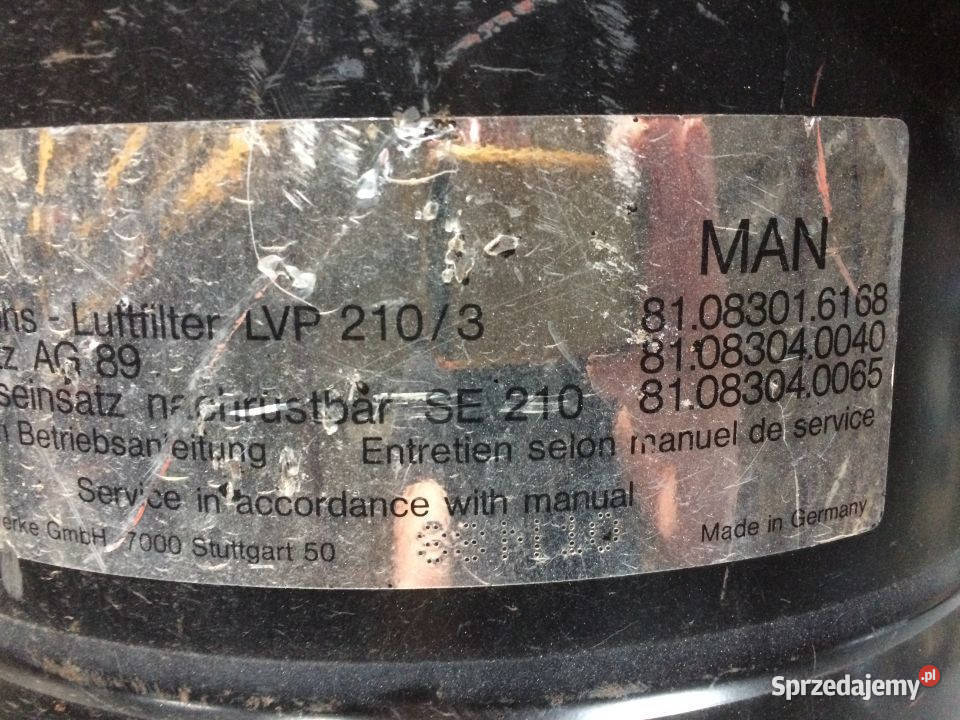 MAN
ons - Luftfilter LVP 210/3 81.08301.6168
tz AG 89 81.08304.0040
seinsatz nachrüstbar SE 210 81.08304.0065
n Betriebsanleitung Entretien selon manuel de service
Service in accordance with manual
erke GmbH 7000 Stuttgart 50 Made in Germany
Sprzedajemy.pl